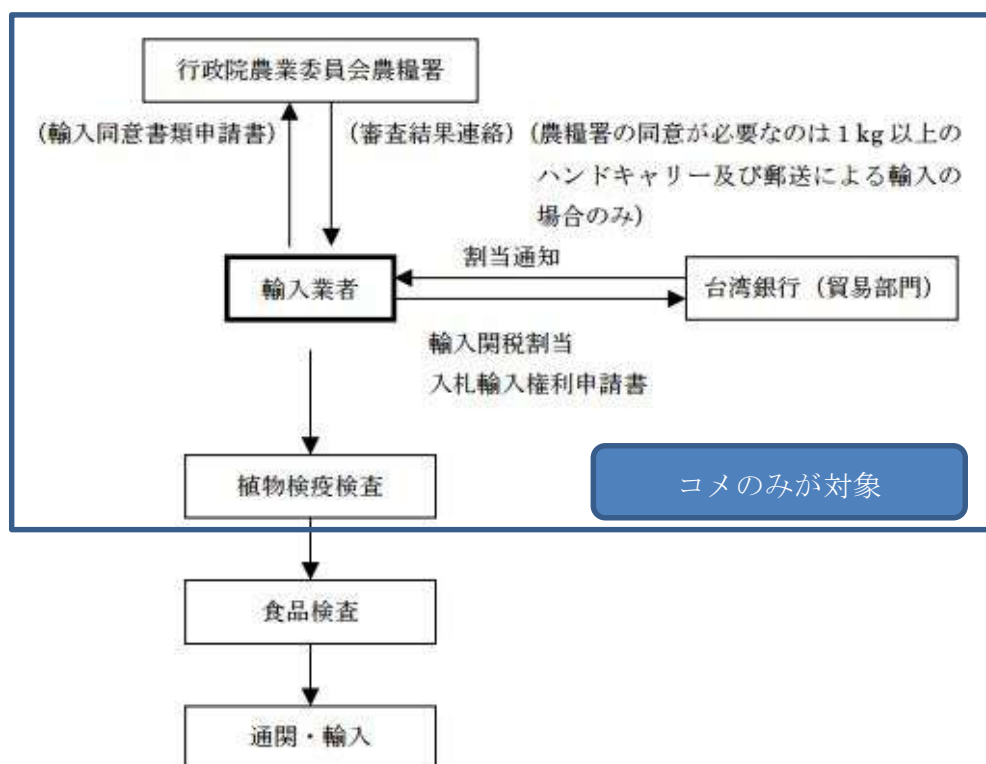 行政院農業委員会農糧署
(輸入同意書類申請書)
(審査結果連絡)
(農糧署の同意が必要なのは1kg以上の
ハンドキャリー及び郵送による輸入の
場合のみ)
割当通知
輸入業者
台湾銀行(貿易部門)
輸入関税割当
入札輸入権利申請書
植物検疫検査
コメのみが対象
食品検査
通関・輸入